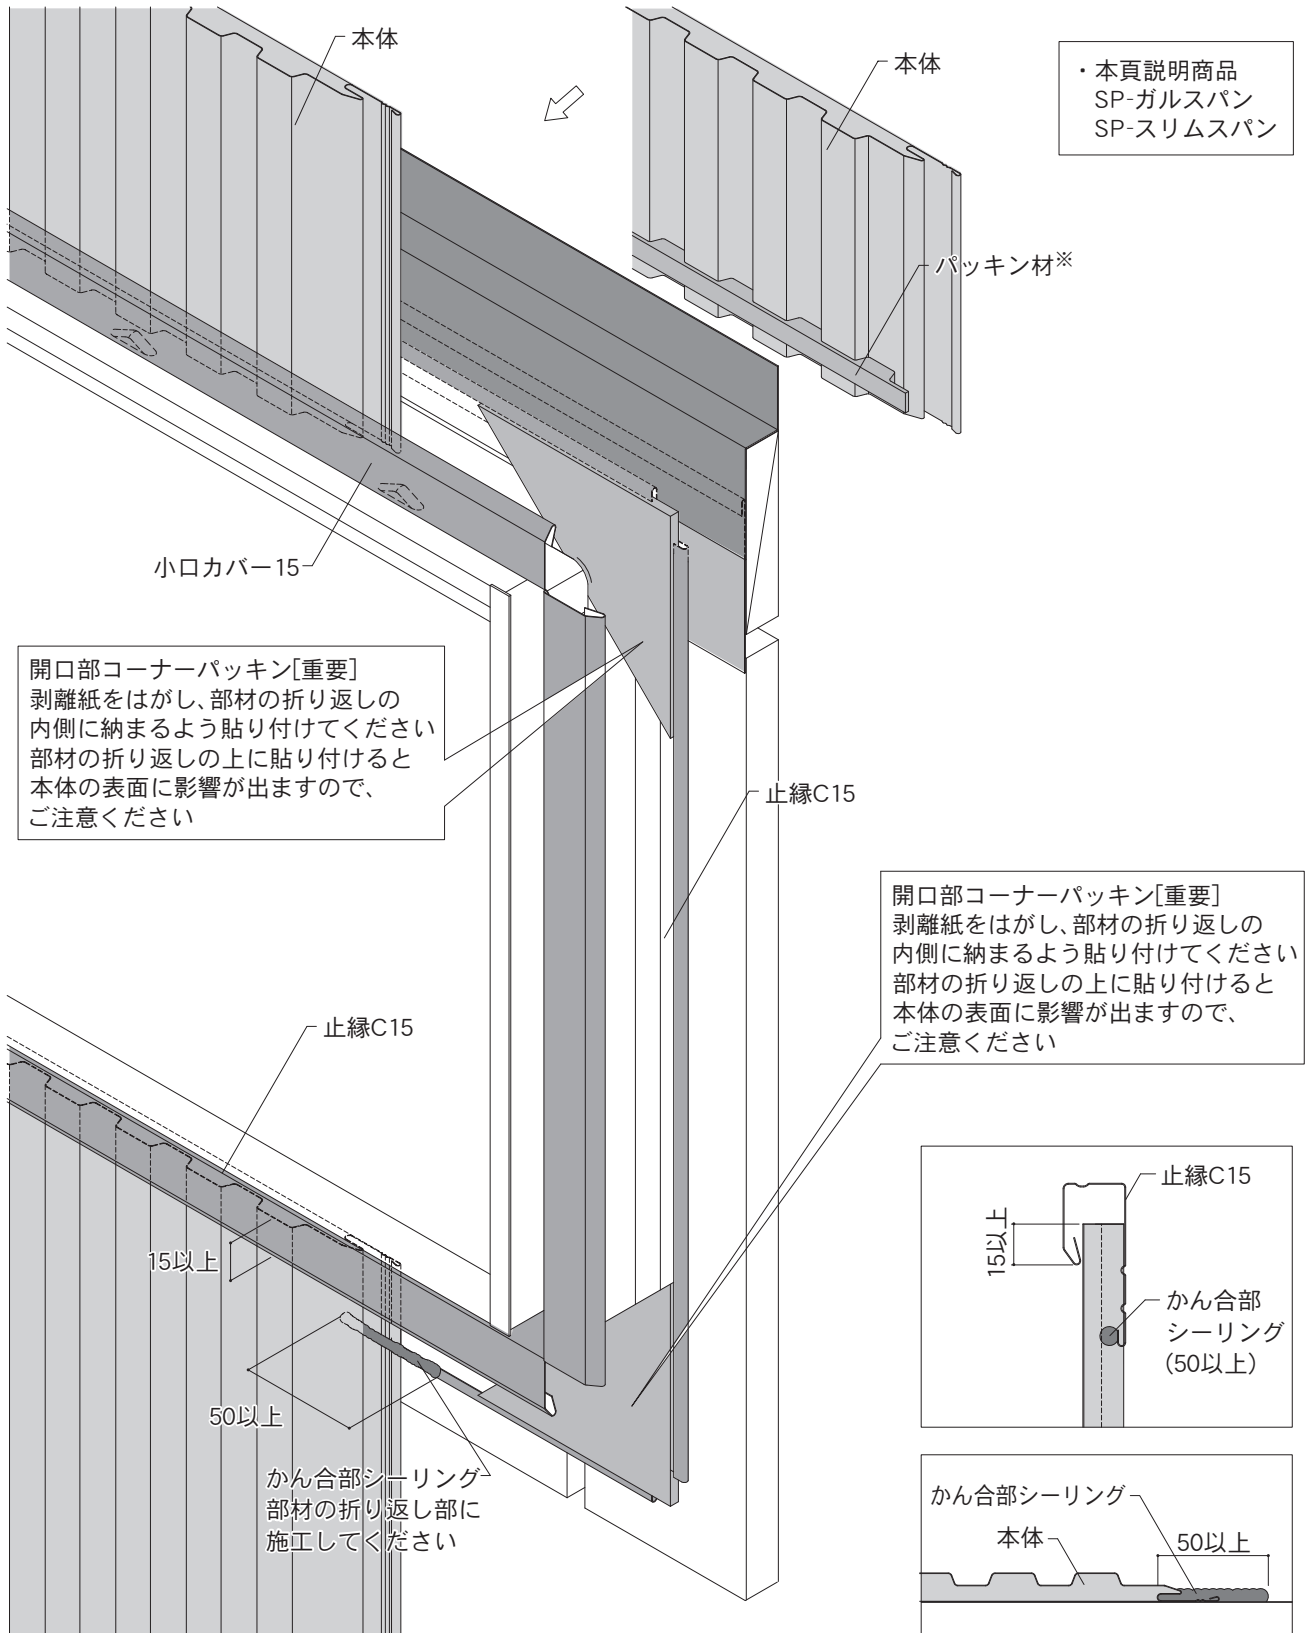 本体
本体
・本頁説明商品
SP-ガルスパン
SP-スリムスパン
パッキン材※
小口カバー15
開口部コーナーパッキン[重要]
剥離紙をはがし、部材の折り返しの
内側に納まるよう貼り付けてください
部材の折り返しの上に貼り付けると
本体の表面に影響が出ますので、
ご注意ください
止縁C15
開口部コーナーパッキン[重要]
剥離紙をはがし、部材の折り返しの
内側に納まるよう貼り付けてください
部材の折り返しの上に貼り付けると
本体の表面に影響が出ますので、
ご注意ください
止縁C15
15以上
50以上
かん合部シーリング
部材の折り返し部に
施工してください
止縁C15
15以上
かん合部
シーリング
(50以上)
かん合部シーリング
本体
50以上